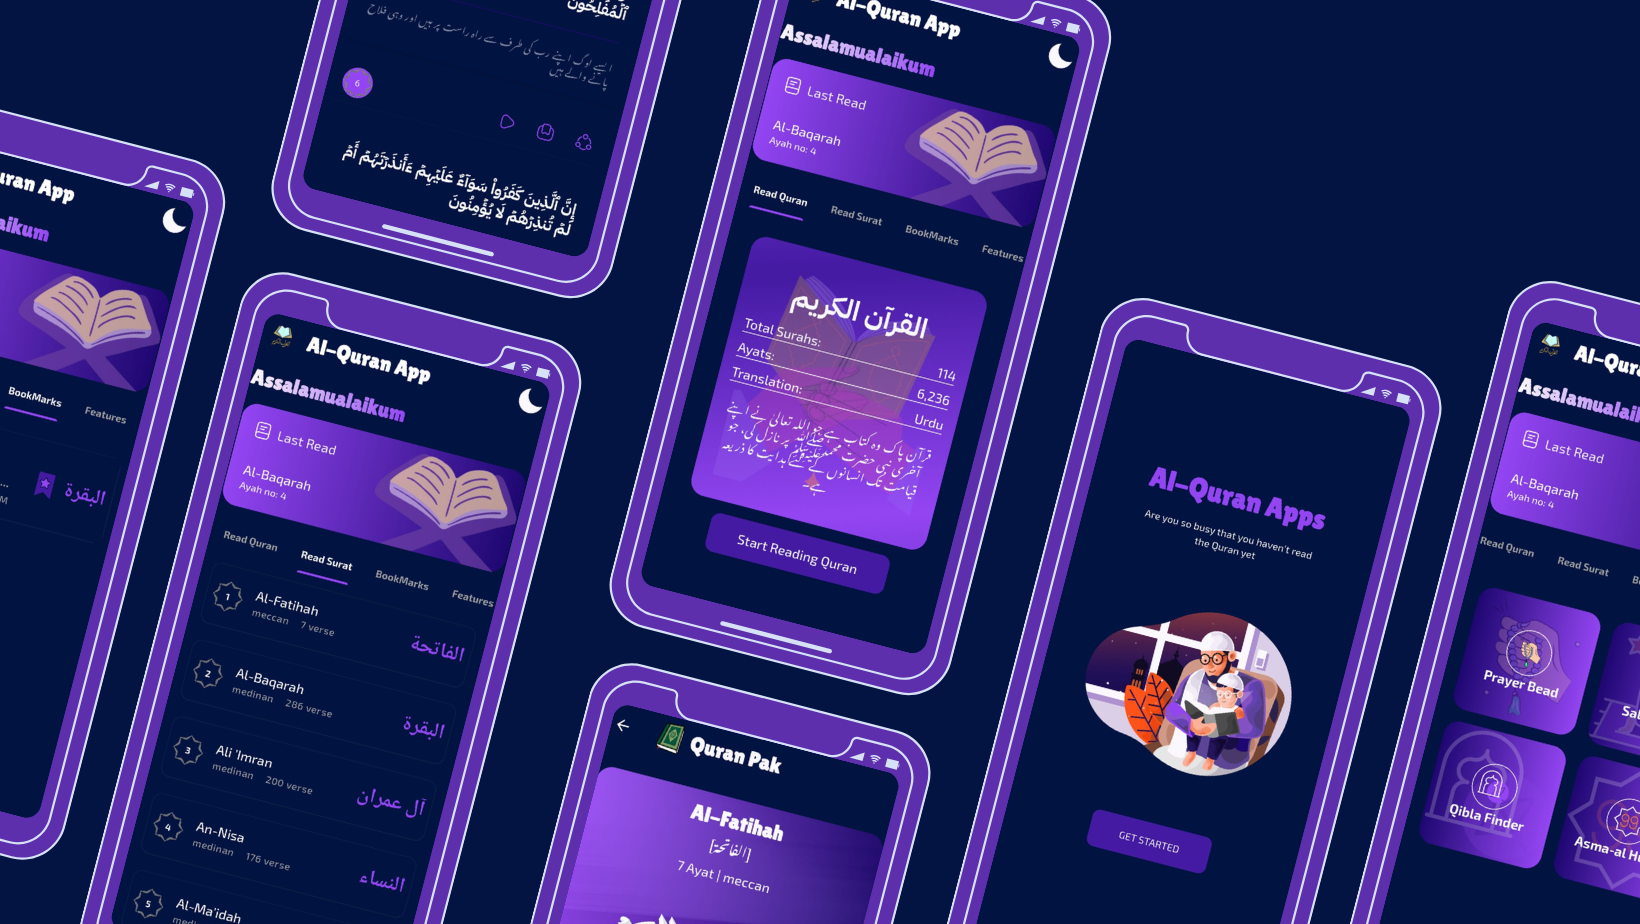 uran App
aikum
BookMarks
Features
...
M
البقرة
ٱلْمُفْلِحُونَ
ایسے لوگ اپنے رب کی طرف سے راہ راست پر ہیں اور وہی فلاح
پانے والے ہیں
6
إِنَّ ٱلَّذِينَ كَفَرُوا۟ سَوَآءٌ عَلَيْهِمْ ءَأَنذَرْتَهُمْ أَمْ
لَمْ تُنذِرْهُمْ لَا يُؤْمِنُونَ
Al-Quran App
Assalamualaikum
Last Read
Al-Baqarah
Ayah no: 4
Read Quran
Read Surat
BookMarks
Features
1
Al-Fatihah
meccan 7 verse
الفاتحة
2
Al-Baqarah
medinan 286 verse
البقرة
3
Ali 'Imran
medinan 200 verse
آل عمران
4
An-Nisa
medinan 176 verse
النساء
5
Al-Ma'idah
Al-Quran App
Assalamualaikum
Last Read
Al-Baqarah
Ayah no: 4
Read Quran
Read Surat
BookMarks
Features
القرآن الكريم
Total Surahs:
114
Ayats:
6,236
Translation:
Urdu
قرآن پاک وہ کتاب ہے جو اللہ تعالیٰ نے اپنے
آخری نبی حضرت محمد ﷺ پر نازل کی، جو
قیامت تک انسانوں کے لئے ہدایت کا ذریعہ
ہے۔
Start Reading Quran
Quran Pak
Al-Fatihah
[الفاتحة]
7 Ayat | meccan
Al-Quran Apps
Are you so busy that you haven't read
the Quran yet
GET STARTED
Al-Qura
Assalamualaik
Last Read
Al-Baqarah
Ayah no: 4
Read Quran
Read Surat
B
Prayer Bead
Sal
Qibla Finder
99
Asma-al H